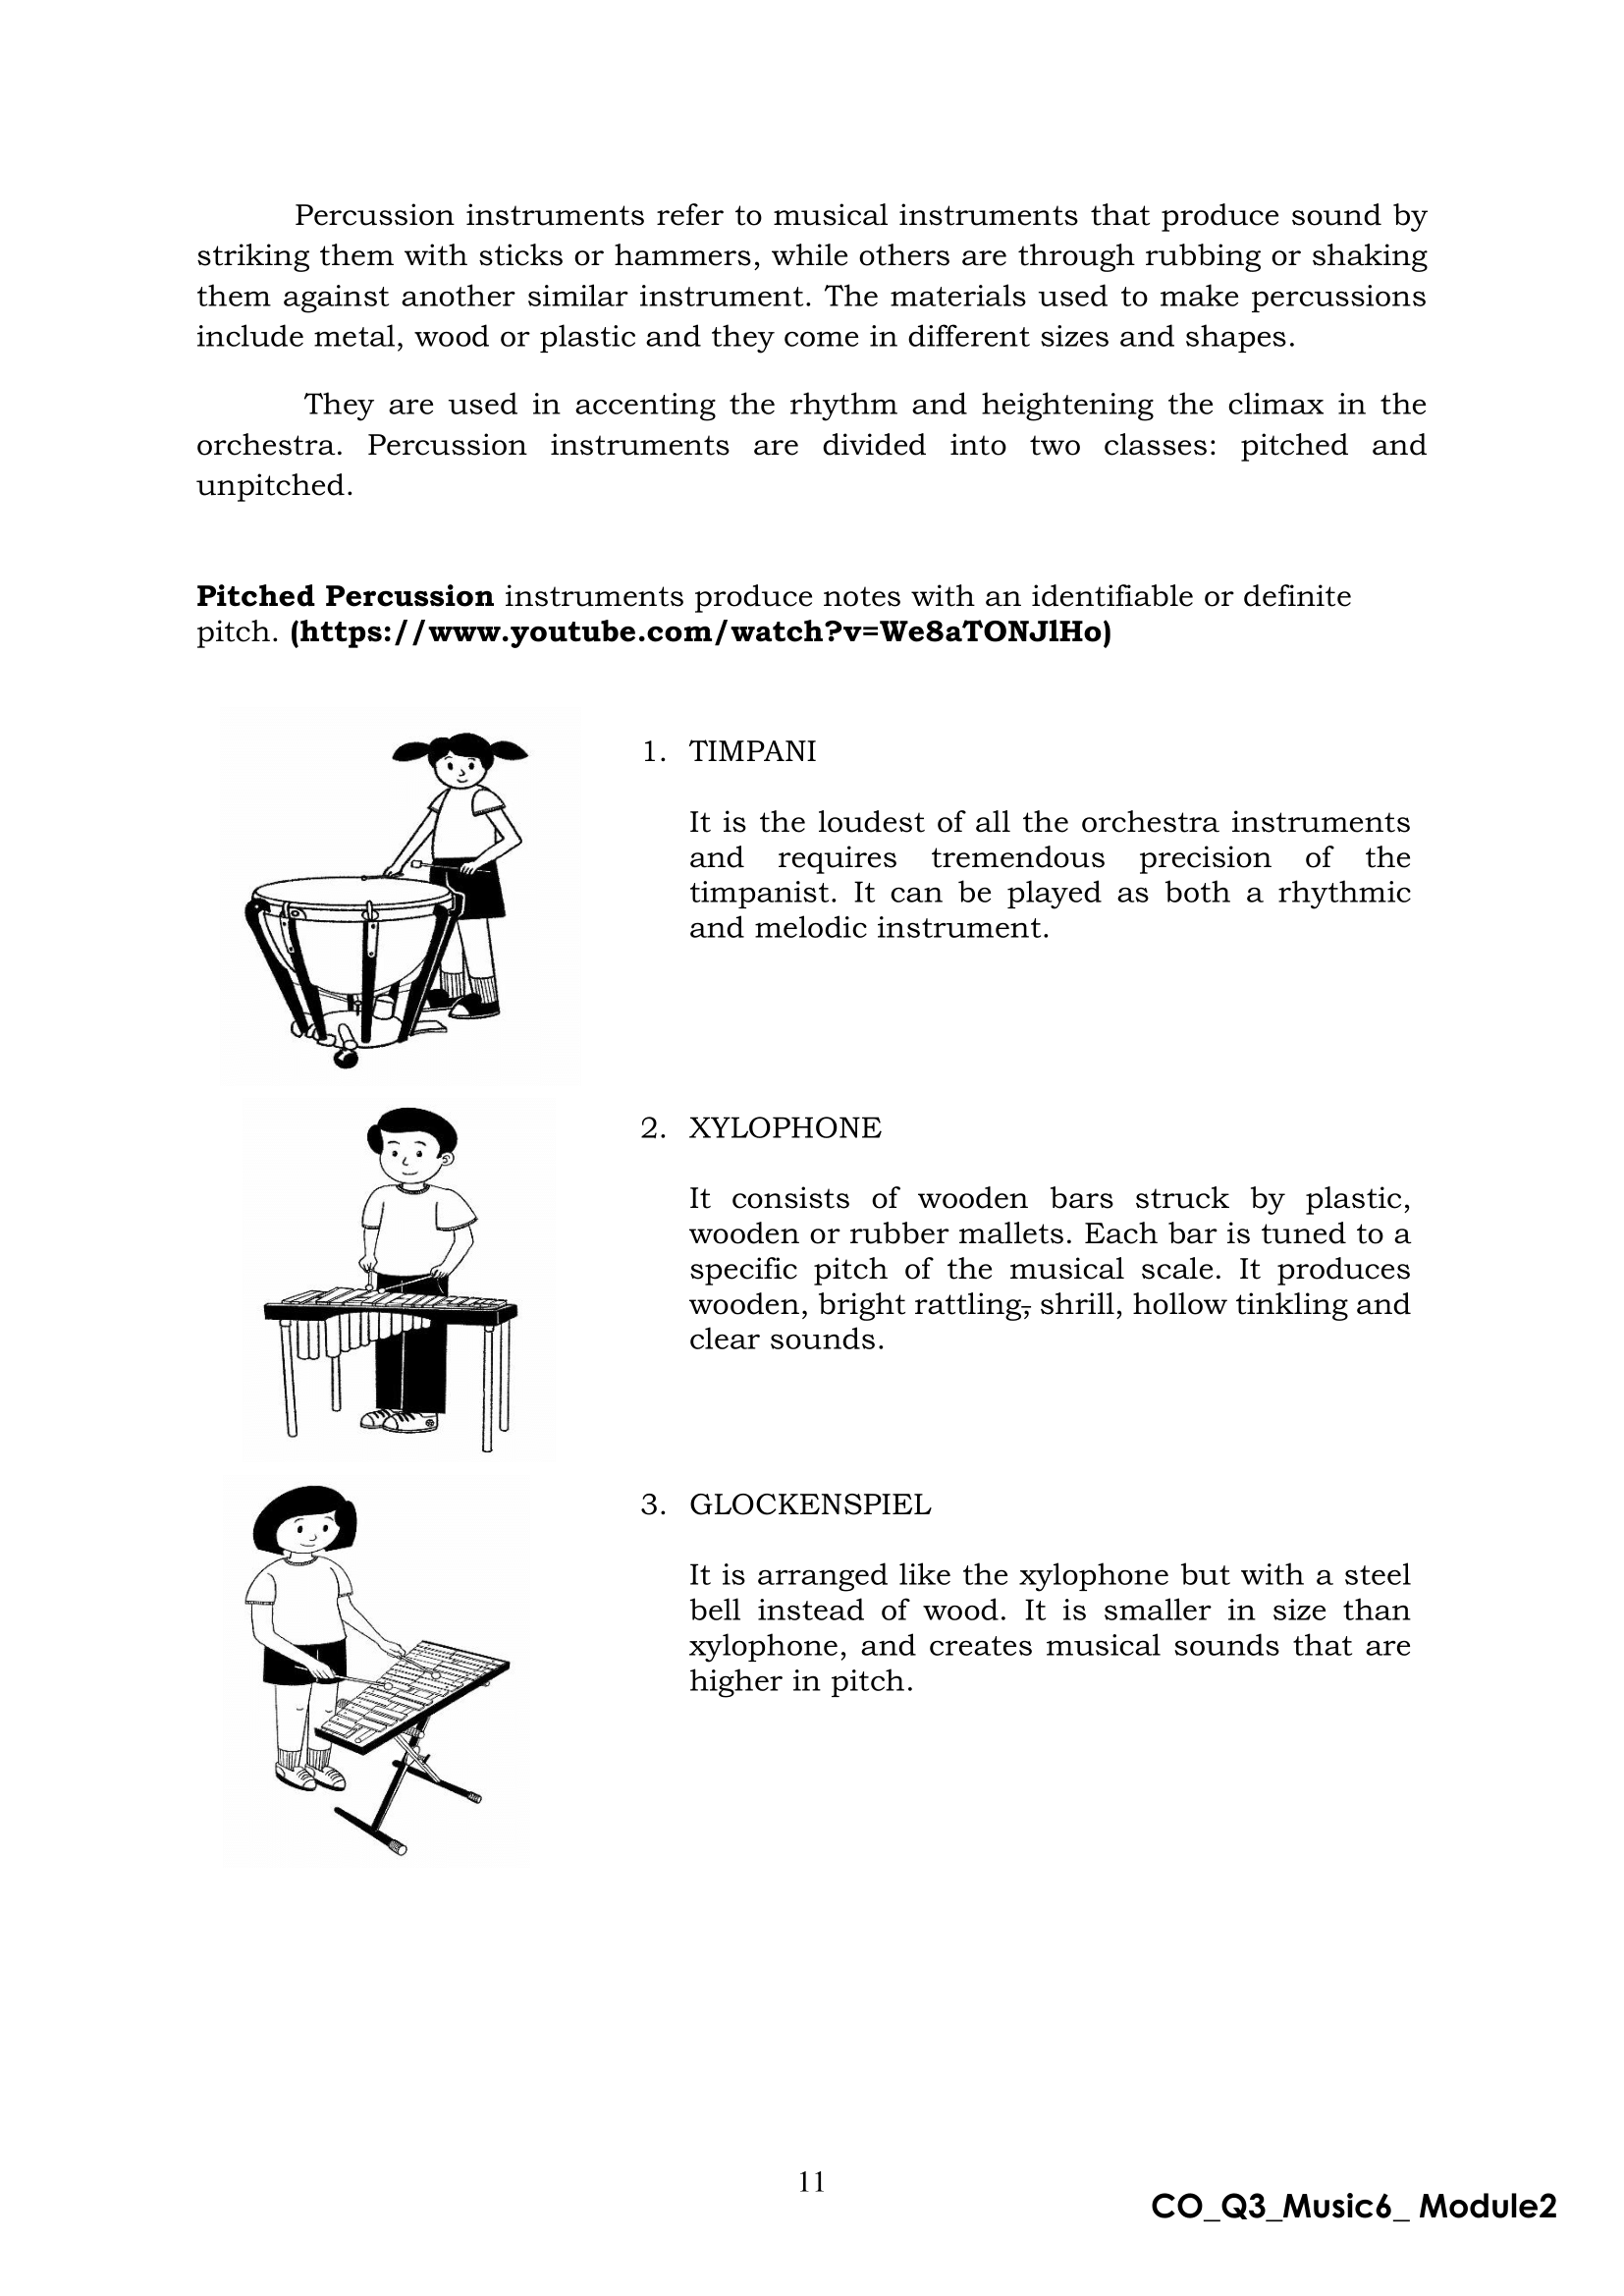 Percussion instruments refer to musical instruments that produce sound by
striking them with sticks or hammers, while others are through rubbing or shaking
them against another similar instrument. The materials used to make percussions
include metal, wood or plastic and they come in different sizes and shapes.
They are used in accenting the rhythm and heightening the climax in the
orchestra. Percussion instruments are divided into two classes: pitched and
unpitched.
Pitched Percussion instruments produce notes with an identifiable or definite
pitch. (https://www.youtube.com/watch?v=We8aTONJlHo)
1. TIMPANI
It is the loudest of all the orchestra instruments
and requires tremendous precision of the
timpanist. It can be played as both a rhythmic
and melodic instrument.
2. XYLOPHONE
It consists of wooden bars struck by plastic,
wooden or rubber mallets. Each bar is tuned to a
specific pitch of the musical scale. It produces
wooden, bright rattling, shrill, hollow tinkling and
clear sounds.
3. GLOCKENSPIEL
It is arranged like the xylophone but with a steel
bell instead of wood. It is smaller in size than
xylophone, and creates musical sounds that are
higher in pitch.
11
CO_Q3_Music6_ Module2